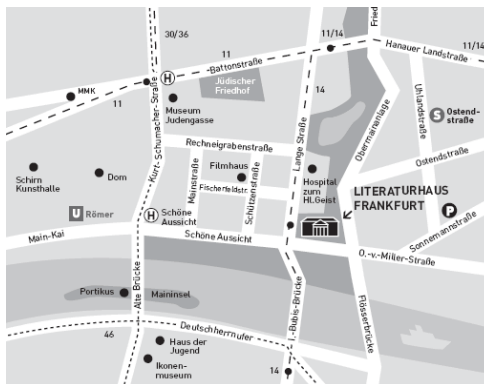 30/36
11
11/14
Fried
Hanauer Landstraße
11/14
Battonstraße
H
Jüdischer
Friedhof
14
MMK
11
Museum
Judengasse
Kurt-Schumacher-Straße
Lange Straße
Obermainanlage
Uhlandstraße
S Ostend-
straße
Rechneigrabenstraße
Ostendstraße
Filmhaus
Mainstraße
Fischerfeldstr.
Schützenstraße
Schirn
Kunsthalle
Dom
Hospital
zum
Hl.Geist
LITERATURHAUS
FRANKFURT
U Römer
H Schöne
Aussicht
P
Sonnemannstraße
Main-Kai
Schöne Aussicht
O.-v.-Miller-Straße
Portikus
Maininsel
Alte Brücke
I.-Bubis-Brücke
Flösserbrücke
46
Deutschherrnufer
Haus der
Jugend
Ikonen-
museum
14